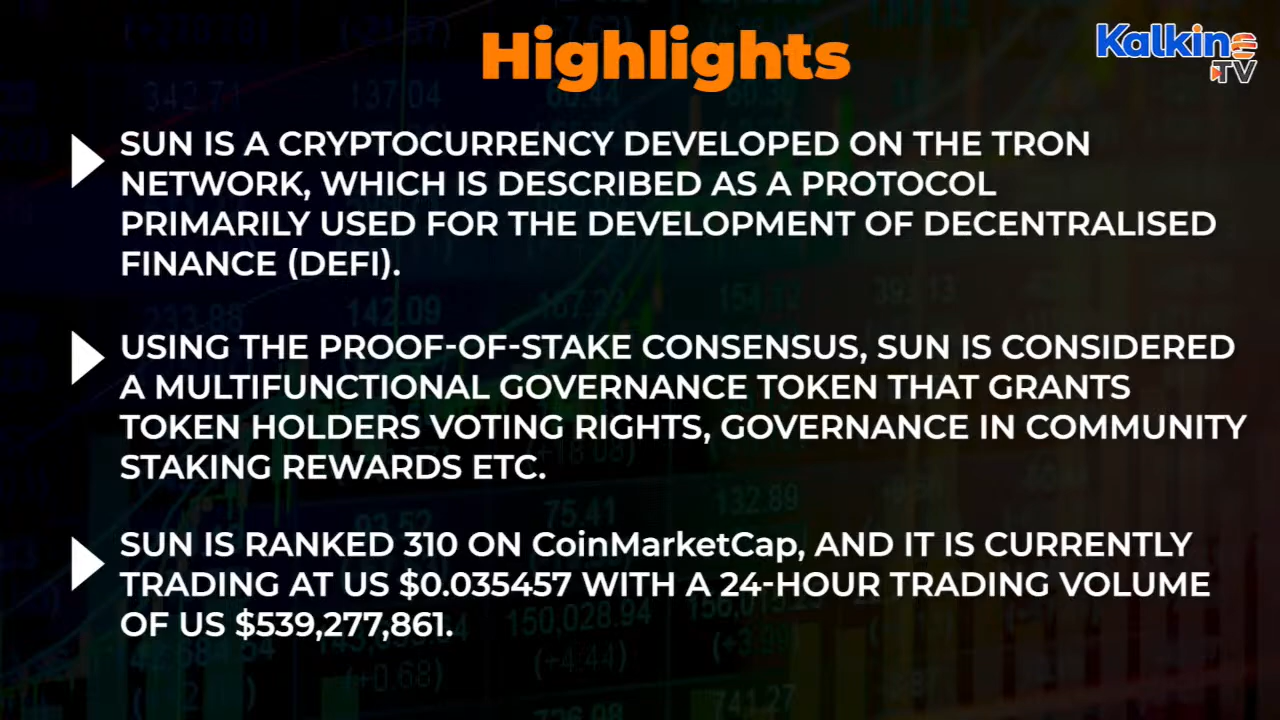 Highlights
Kalkine
TV
SUN IS A CRYPTOCURRENCY DEVELOPED ON THE TRON
NETWORK, WHICH IS DESCRIBED AS A PROTOCOL
PRIMARILY USED FOR THE DEVELOPMENT OF DECENTRALISED
FINANCE (DEFI).
USING THE PROOF-OF-STAKE CONSENSUS, SUN IS CONSIDERED
A MULTIFUNCTIONAL GOVERNANCE TOKEN THAT GRANTS
TOKEN HOLDERS VOTING RIGHTS, GOVERNANCE IN COMMUNITY
STAKING REWARDS ETC.
SUN IS RANKED 310 ON CoinMarketCap, AND IT IS CURRENTLY
TRADING AT US $0.035457 WITH A 24-HOUR TRADING VOLUME
OF US $539,277,861.